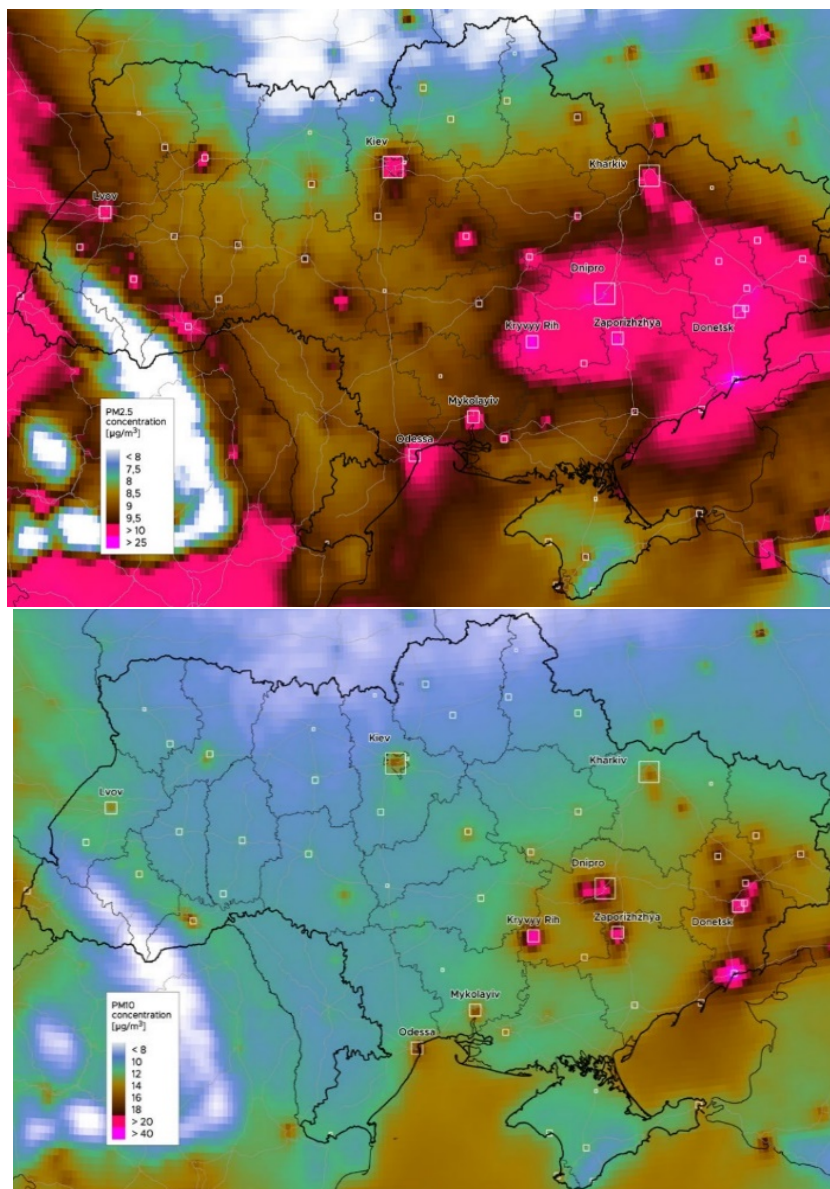 Kiev
Kharkiv
Lvov
Dnipro
Kryvyy Rih
Zaporizhzhya
Donetsk
Mykolayiv
Odessa
PM2.5
concentration
[µg/m³]
< 8
7,5
8
8,5
9
9,5
> 10
> 25
Kiev
Kharkiv
Lvov
Dnipro
Kryvyy Rih
Zaporizhzhya
Donetsk
Mykolayiv
Odessa
PM10
concentration
[µg/m³]
< 8
10
12
14
16
18
> 20
> 40